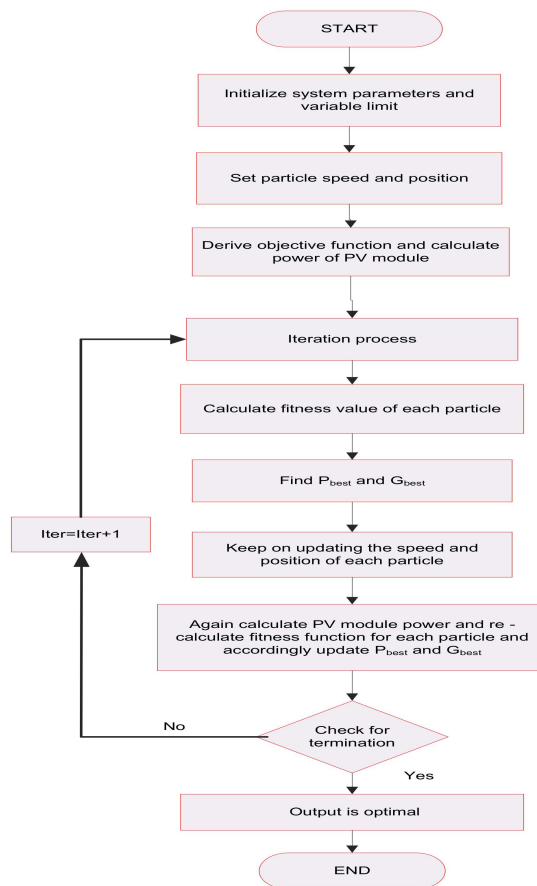 START
Initialize system parameters and
variable limit
Set particle speed and position
Derive objective function and calculate
power of PV module
Iteration process
Calculate fitness value of each particle
Find Pbest and Gbest
Iter=Iter+1
Keep on updating the speed and
position of each particle
Again calculate PV module power and re -
calculate fitness function for each particle and
accordingly update Pbest and Gbest
No
Check for
termination
Yes
Output is optimal
END